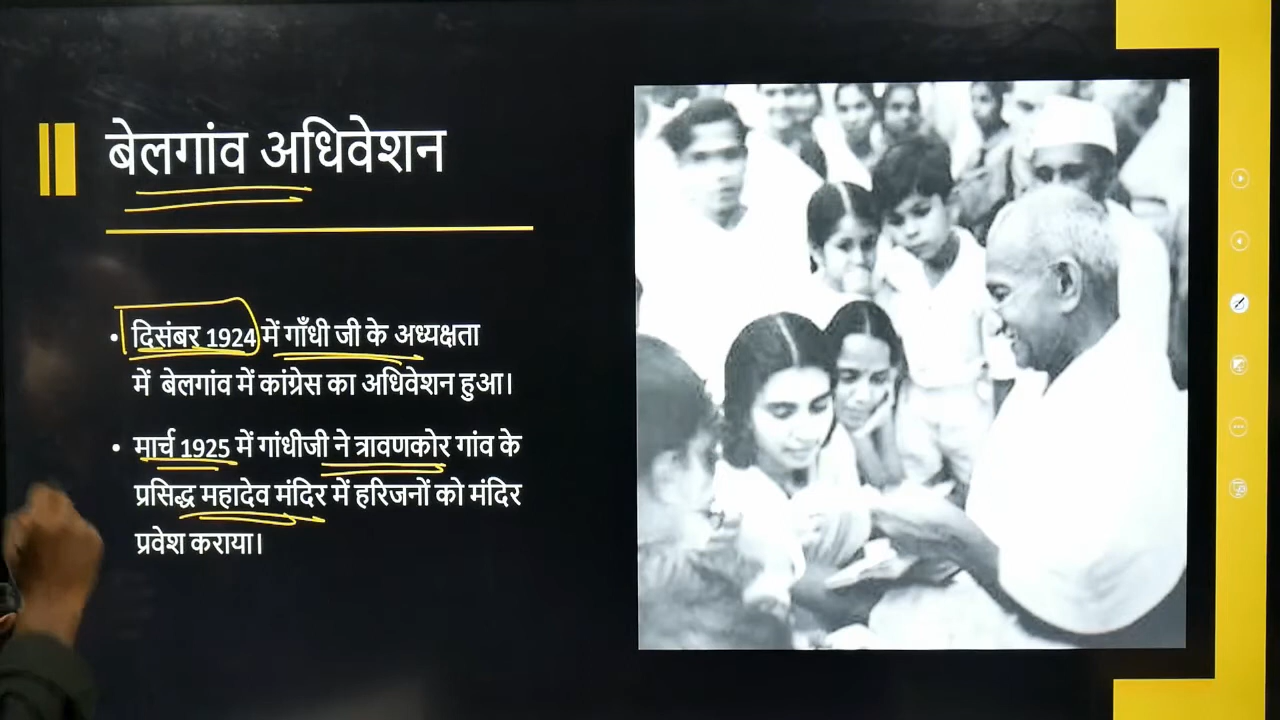 बेलगांव अधिवेशन
• दिसंबर 1924 में गाँधी जी के अध्यक्षता
में बेलगांव में कांग्रेस का अधिवेशन हुआ।
• मार्च 1925 में गांधीजी ने त्रावणकोर गांव के
प्रसिद्ध महादेव मंदिर में हरिजनों को मंदिर
प्रवेश कराया।